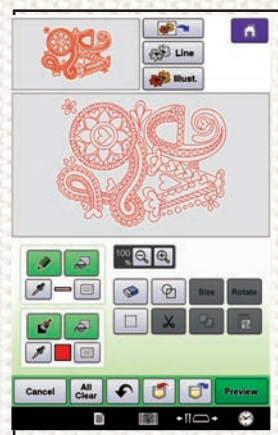 Line
Illust.
100
%
Size
Rotate
Cancel
All
Clear
Preview